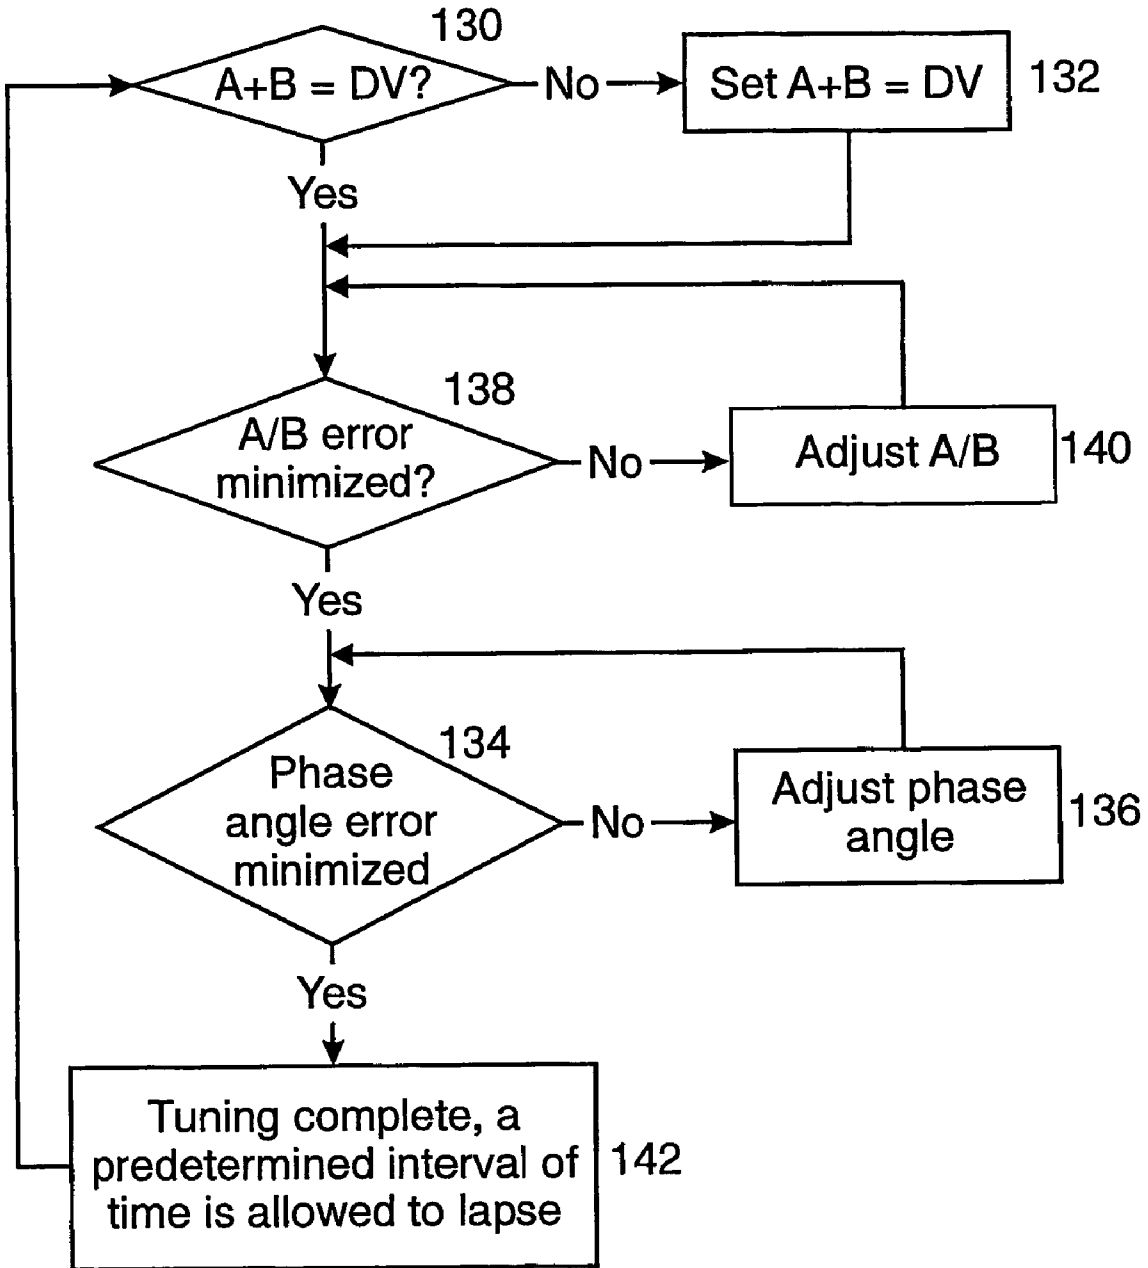 130
A+B = DV?
No
Set A+B = DV
132
Yes
138
A/B error
minimized?
No
Adjust A/B
140
Yes
134
Phase
angle error
minimized
No
Adjust phase
angle
136
Yes
Tuning complete, a
predetermined interval of
time is allowed to lapse
142